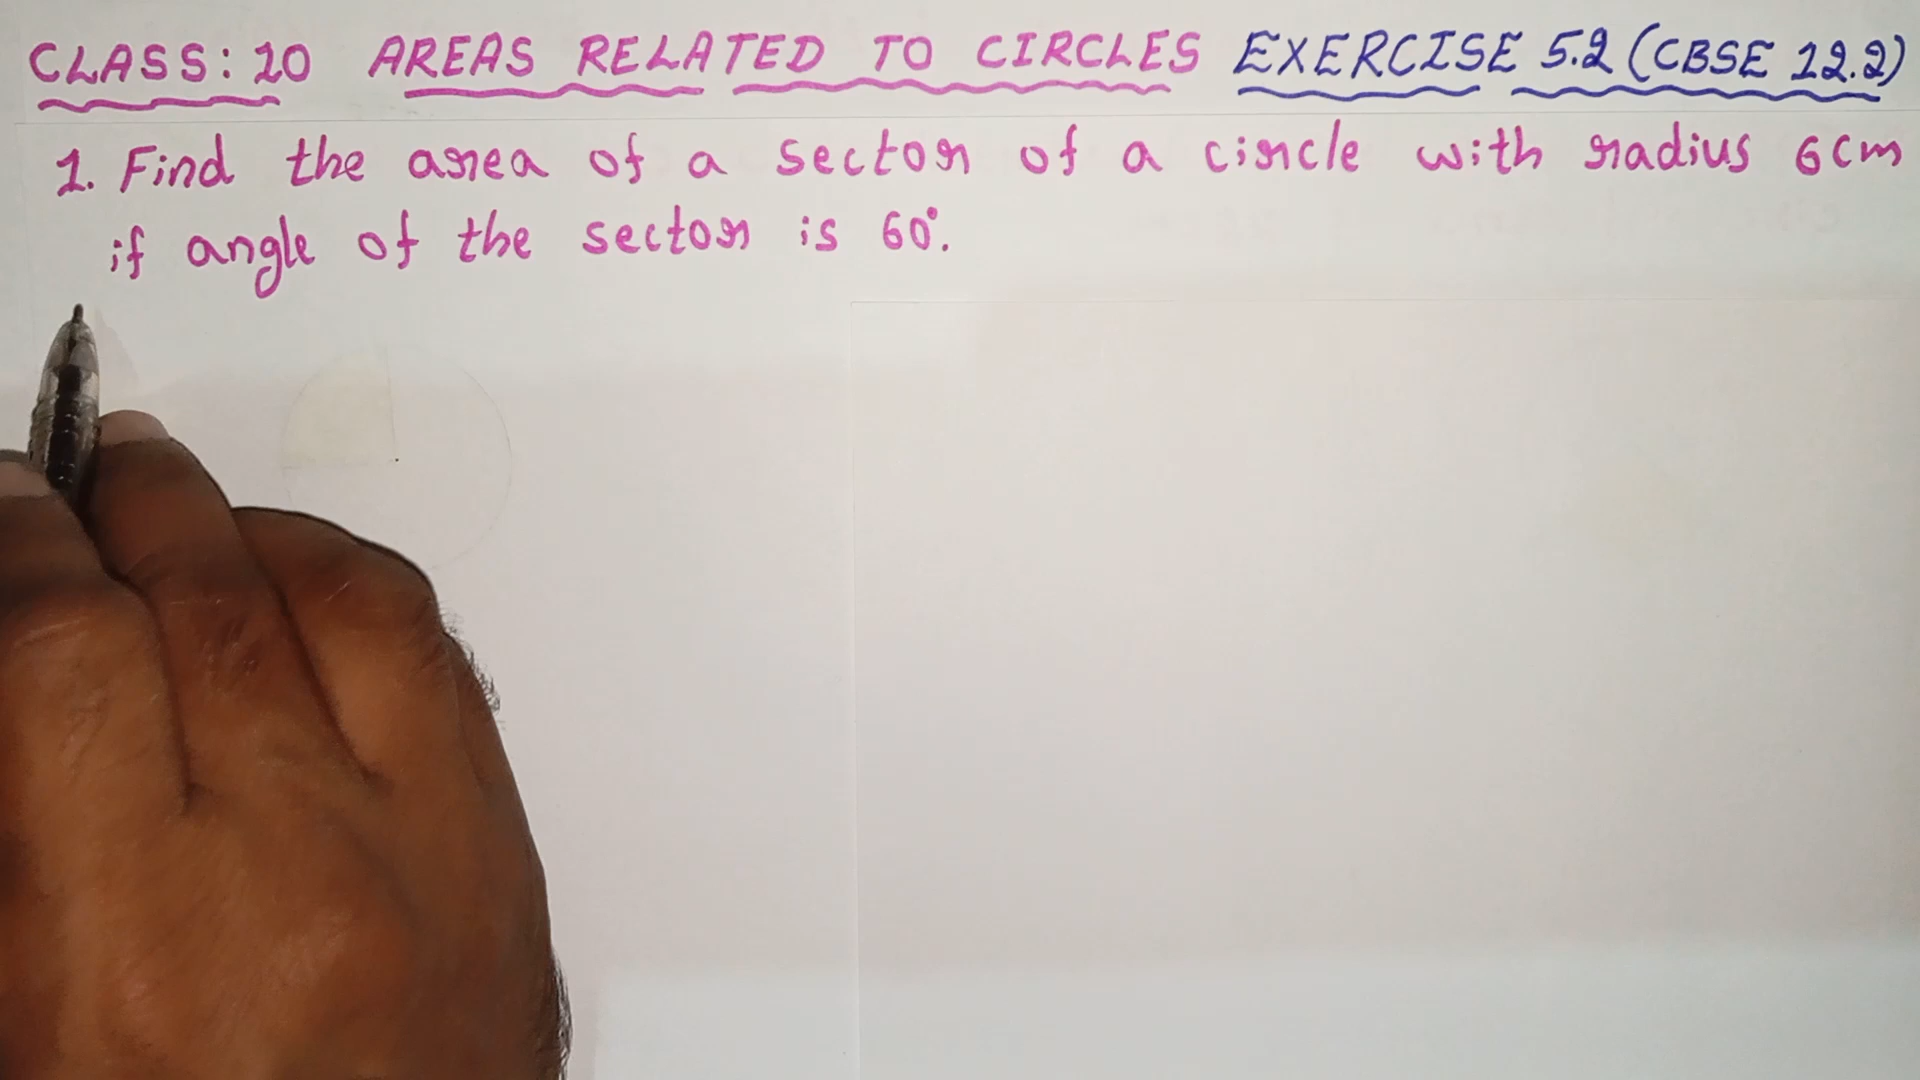 CLASS: 10 AREAS RELATED TO CIRCLES EXERCISE 5.2 (CBSE 12.2)
1. Find the area of a sector of a circle with radius 6cm
if angle of the sector is 60°.